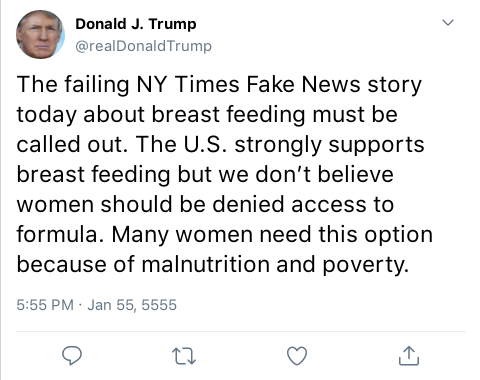 Donald J. Trump
@realDonaldTrump
The failing NY Times Fake News story
today about breast feeding must be
called out. The U.S. strongly supports
breast feeding but we don’t believe
women should be denied access to
formula. Many women need this option
because of malnutrition and poverty.
5:55 PM · Jan 55, 5555